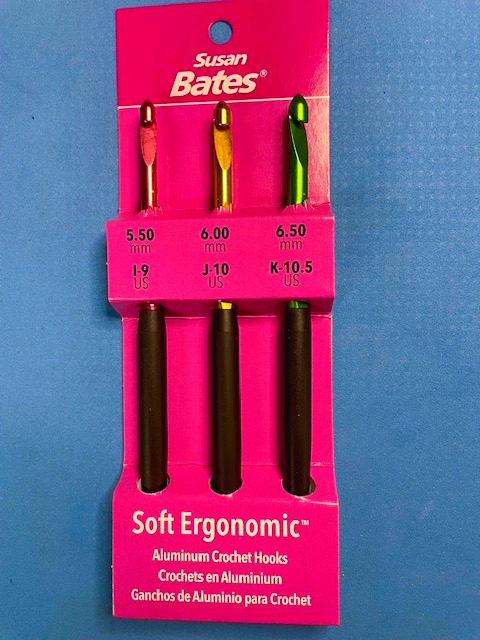 Susan
Bates®
5.50 6.00 6.50
mm mm mm
I-9 J-10 K-10.5
US US US
Soft Ergonomic™
Aluminum Crochet Hooks
Crochets en Aluminium
Ganchos de Aluminio para Crochet